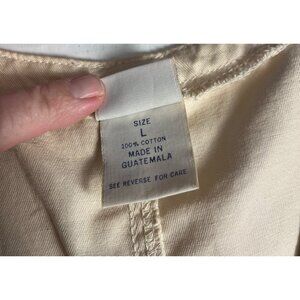 SIZE
L
100% COTTON
MADE IN
GUATEMALA
SEE REVERSE FOR CARE